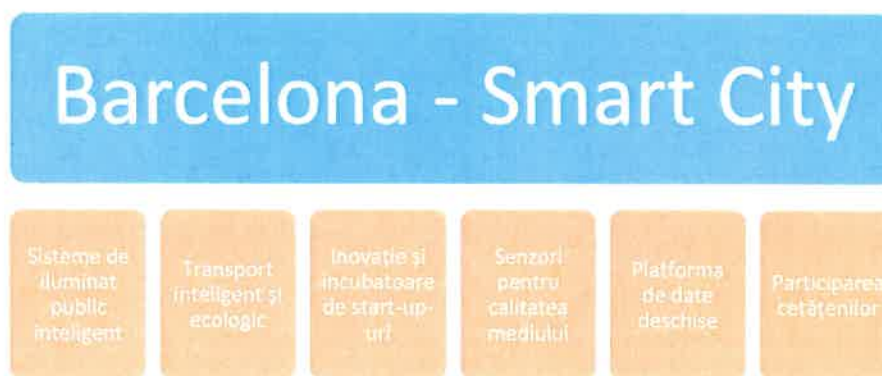 Barcelona - Smart City
Sisteme de
iluminat
public
inteligent
Transport
inteligent și
ecologic
Inovație și
incubatoare
de start-up-
uri
Senzori
pentru
calitatea
mediului
Platforma
de date
deschise
Participarea
cetățenilor